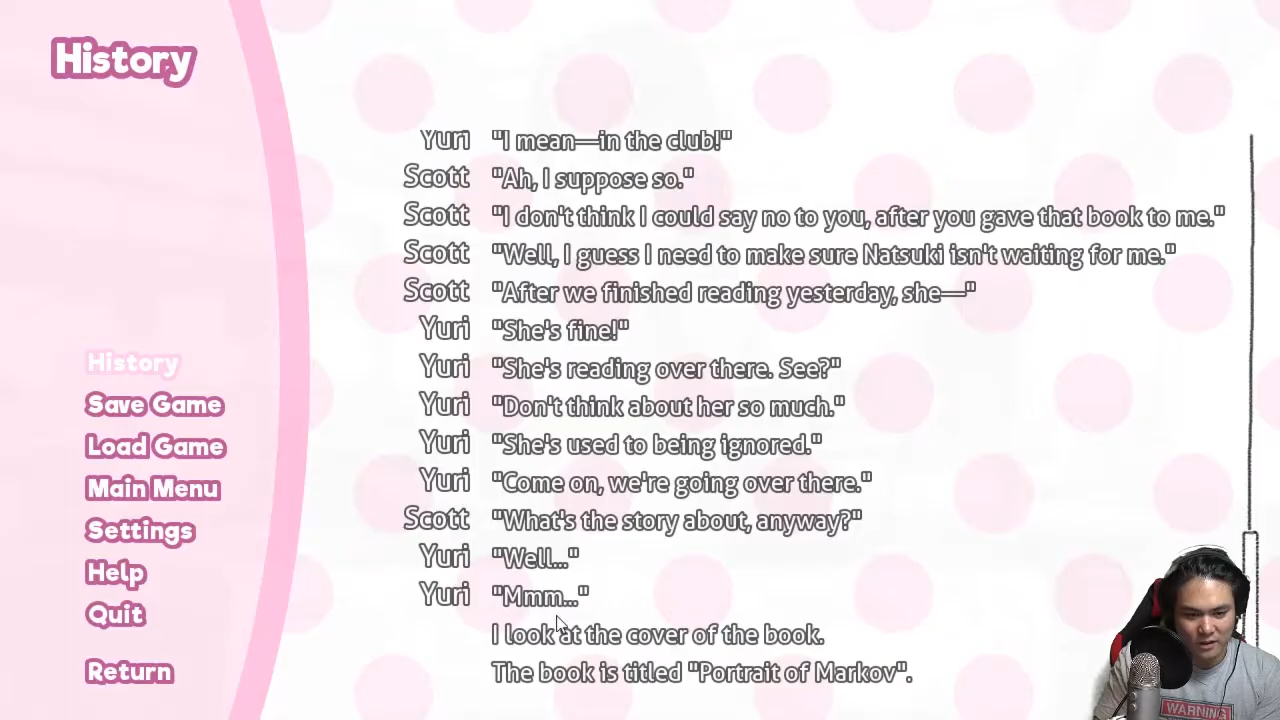 History
Yuri "I mean—in the club!"
Scott "Ah, I suppose so."
Scott "I don't think I could say no to you, after you gave that book to me."
Scott "Well, I guess I need to make sure Natsuki isn't waiting for me."
Scott "After we finished reading yesterday, she—"
Yuri "She's fine!"
Yuri "She's reading over there. See?"
Yuri "Don't think about her so much."
Yuri "She's used to being ignored."
Yuri "Come on, we're going over there."
Scott "What's the story about, anyway?"
Yuri "Well..."
Yuri "Mmm..."
I look at the cover of the book.
The book is titled "Portrait of Markov".
History
Save Game
Load Game
Main Menu
Settings
Help
Quit
Return
WARNING